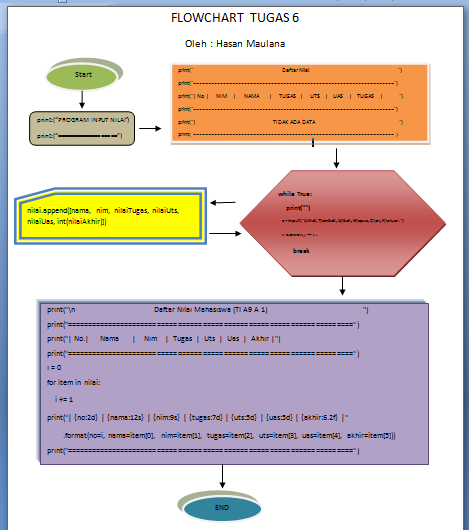 FLOWCHART TUGAS 6
Oleh : Hasan Maulana
Start
print("PROGRAM INPUT NILAI")
print("==================")
print(" Daftar Nilai ")
print("| No | NIM | NAMA | TUGAS | UTS | UAS | TUGAS |
print("| TIDAK ADA DATA ")
while True:
print("")
break
nilai.append([nama, nim, nilaiTugas, nilaiUts,
nilaiUas, int(nilaiAkhir)])
print("\n Daftar Nilai Mahasiswa (TI A9 A 1) ")
print("==================================================================")
print("| No.| Nama | Nim | Tugas | Uts | Uas | Akhir |")
print("==================================================================")
i = 0
for item in nilai:
i += 1
print("| {no:2d} | {nama:12s} | {nim:9s} | {tugas:7d} | {uts:5d} | {uas:5d} | {akhir:6.2f} |"
.format(no=i, nama=item[0], nim=item[1], tugas=item[2], uts=item[3], uas=item[4], akhir=item[5]))
print("==================================================================")
END